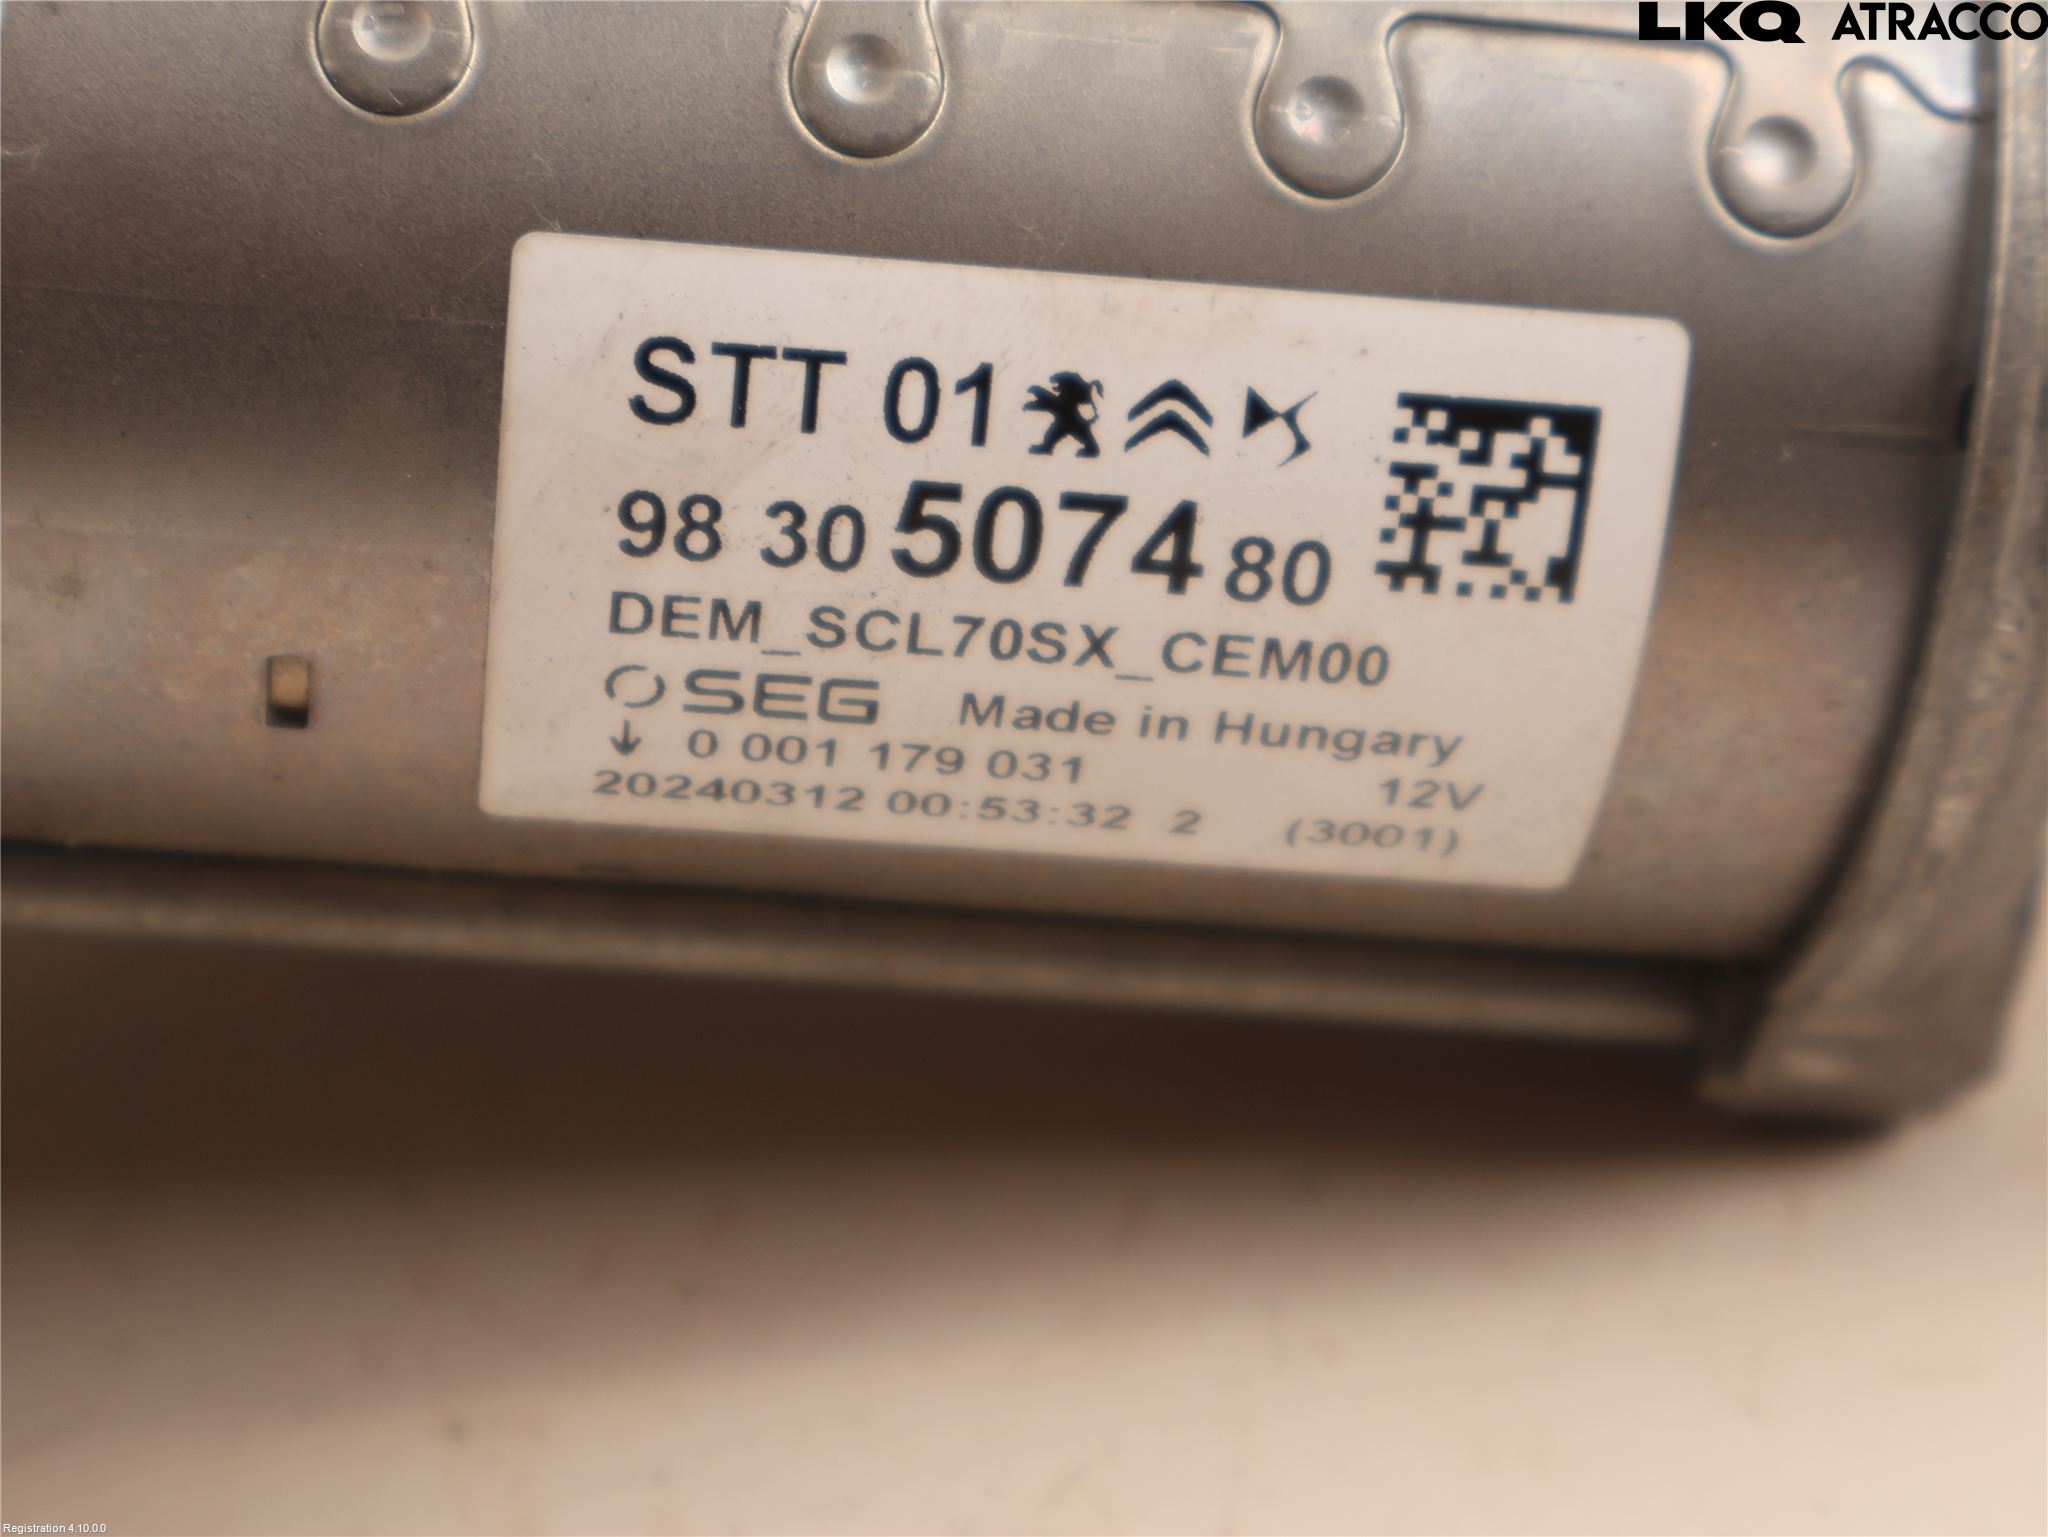 LKQ ATRACCO
STT 01
98 30 5074 80
DEM_SCL70SX_CEM00
SEG Made in Hungary
↓ 0 001 179 031 12V
20240312 00:53:32 2 (3001)
Registration 4.10.0.0